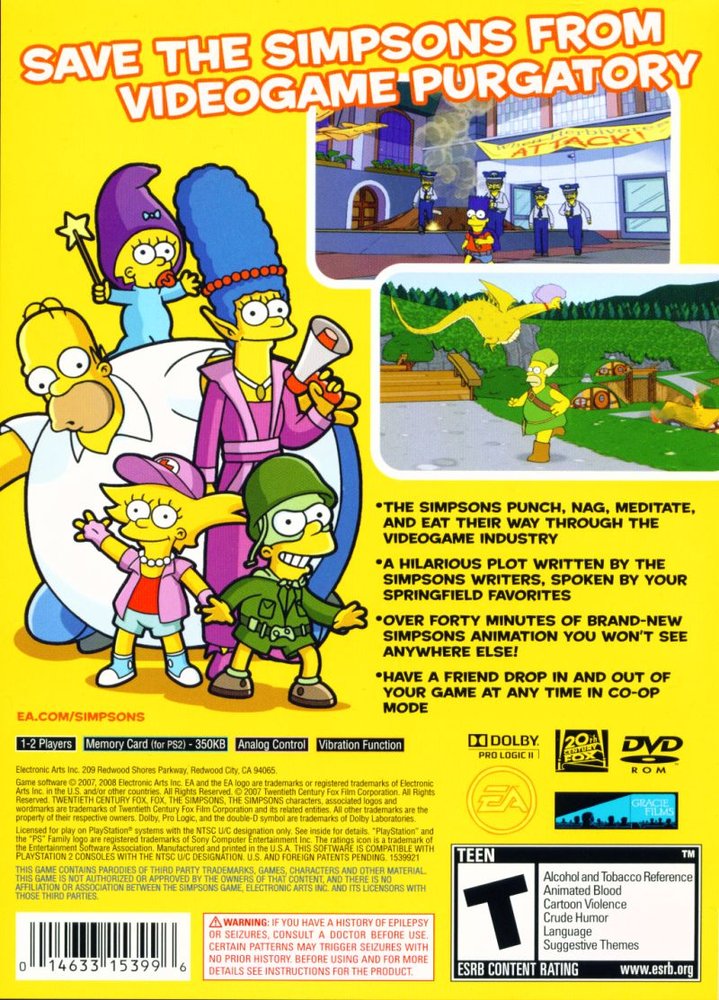 SAVE THE SIMPSONS FROM
VIDEOGAME PURGATORY
When Herbivores
ATTACK!
•THE SIMPSONS PUNCH, NAG, MEDITATE,
AND EAT THEIR WAY THROUGH THE
VIDEOGAME INDUSTRY
•A HILARIOUS PLOT WRITTEN BY THE
SIMPSONS WRITERS, SPOKEN BY YOUR
SPRINGFIELD FAVORITES
•OVER FORTY MINUTES OF BRAND-NEW
SIMPSONS ANIMATION YOU WON'T SEE
ANYWHERE ELSE!
•HAVE A FRIEND DROP IN AND OUT OF
YOUR GAME AT ANY TIME IN CO-OP
MODE
EA.COM/SIMPSONS
1-2 Players Memory Card (for PS2) - 350KB Analog Control Vibration Function
DOLBY
PRO LOGIC II
20th
CENTURY
FOX
DVD
ROM
Electronic Arts Inc. 209 Redwood Shores Parkway, Redwood City, CA 94065.
Game software © 2007, 2008 Electronic Arts Inc. EA and the EA logo are trademarks or registered trademarks of Electronic
Arts Inc. in the U.S. and/or other countries. All Rights Reserved. ©2007 Twentieth Century Fox Film Corporation. All Rights
Reserved. TWENTIETH CENTURY FOX, FOX, THE SIMPSONS, THE SIMPSONS characters, associated logos and
wordmarks are trademarks of Twentieth Century Fox Film Corporation and its related entities. All other trademarks are the
property of their respective owners. Dolby, Pro Logic, and the double-D symbol are trademarks of Dolby Laboratories.
Licensed for play on PlayStation® systems with the NTSC U/C designation only. See inside for details. "PlayStation" and
the "PS" Family logo are registered trademarks of Sony Computer Entertainment Inc. The ratings icon is a trademark of
the Entertainment Software Association. Manufactured and printed in the U.S.A. THIS SOFTWARE IS COMPATIBLE WITH
PLAYSTATION 2 CONSOLES WITH THE NTSC U/C DESIGNATION. U.S. AND FOREIGN PATENTS PENDING. 1539921
THIS GAME CONTAINS PARODIES OF THIRD PARTY TRADEMARKS, GAMES, CHARACTERS AND OTHER MATERIAL.
THIS GAME IS NOT AUTHORIZED OR APPROVED BY THE OWNERS OF THAT CONTENT, AND THERE IS NO
AFFILIATION OR ASSOCIATION BETWEEN THE SIMPSONS GAME, ELECTRONIC ARTS INC. AND ITS LICENSORS WITH
THOSE THIRD PARTIES.
EA
GRACIE
FILMS
0 14633 15399 6
WARNING: IF YOU HAVE A HISTORY OF EPILEPSY
OR SEIZURES, CONSULT A DOCTOR BEFORE USE.
CERTAIN PATTERNS MAY TRIGGER SEIZURES WITH
NO PRIOR HISTORY. BEFORE USING AND FOR MORE
DETAILS SEE INSTRUCTIONS FOR THE PRODUCT.
TEEN TM
T
Alcohol and Tobacco Reference
Animated Blood
Cartoon Violence
Crude Humor
Language
Suggestive Themes
ESRB CONTENT RATING www.esrb.org